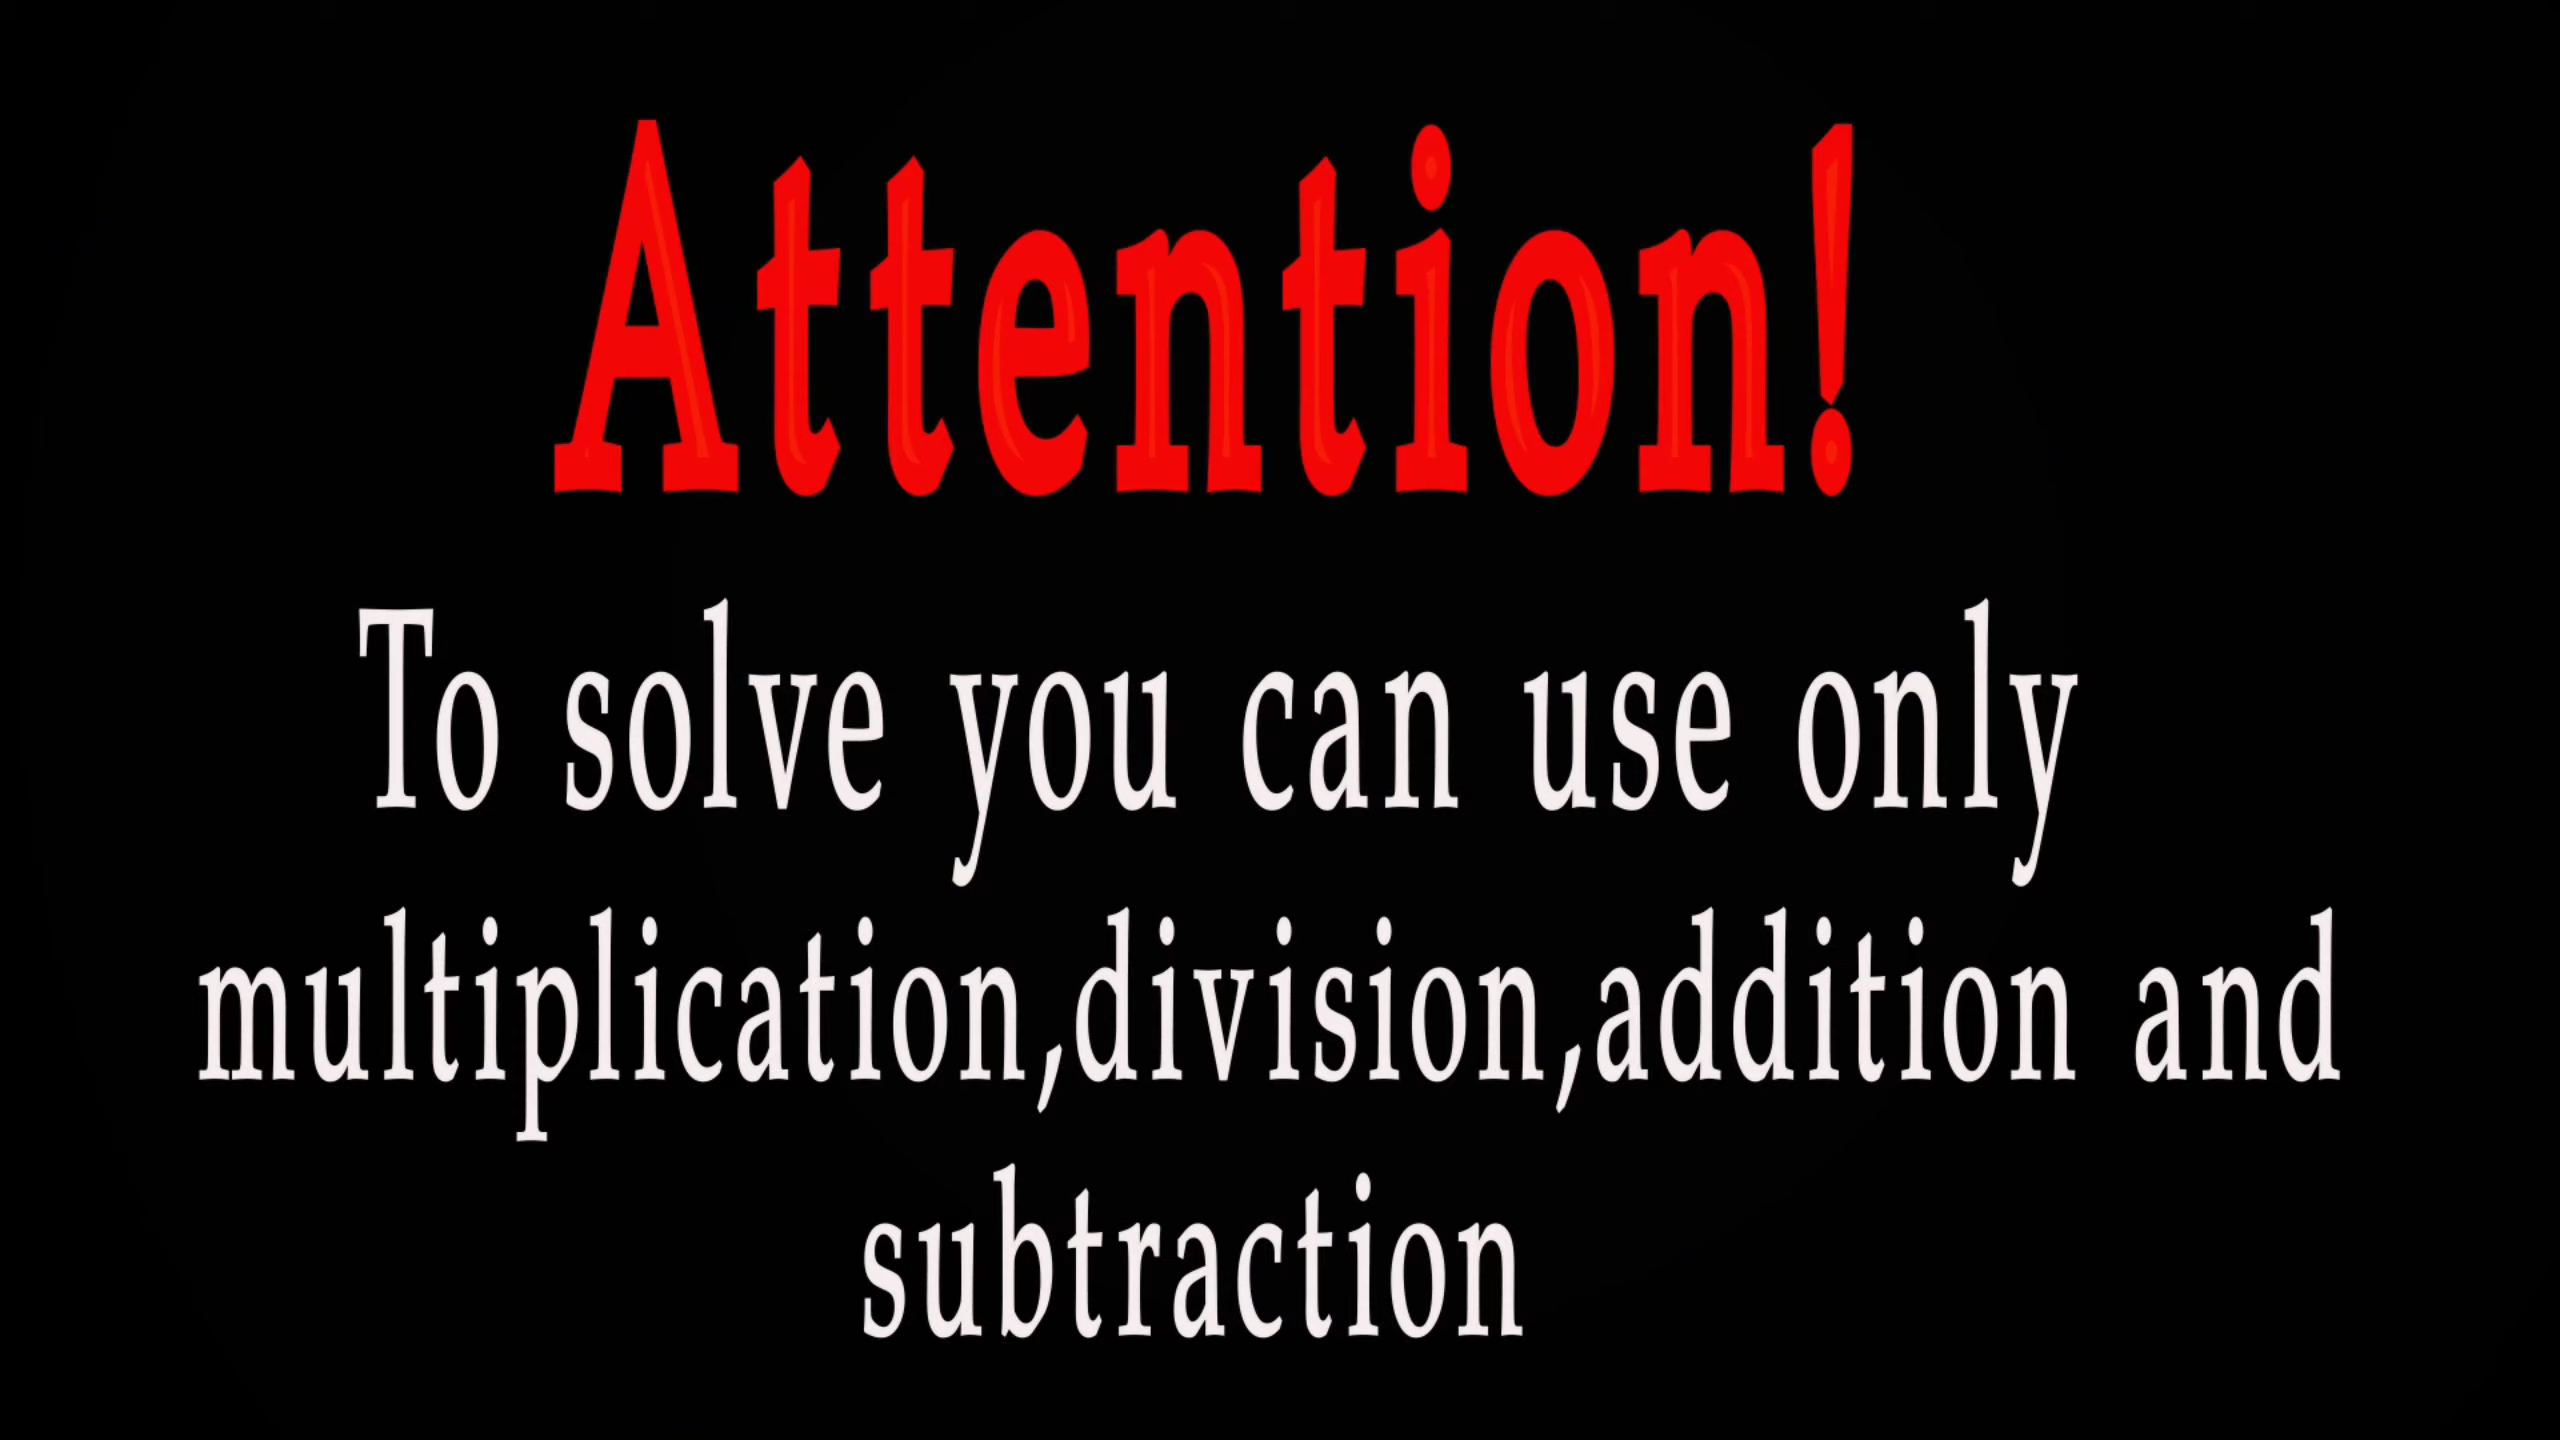 Attention!
To solve you can use only
multiplication,division,addition and
subtraction